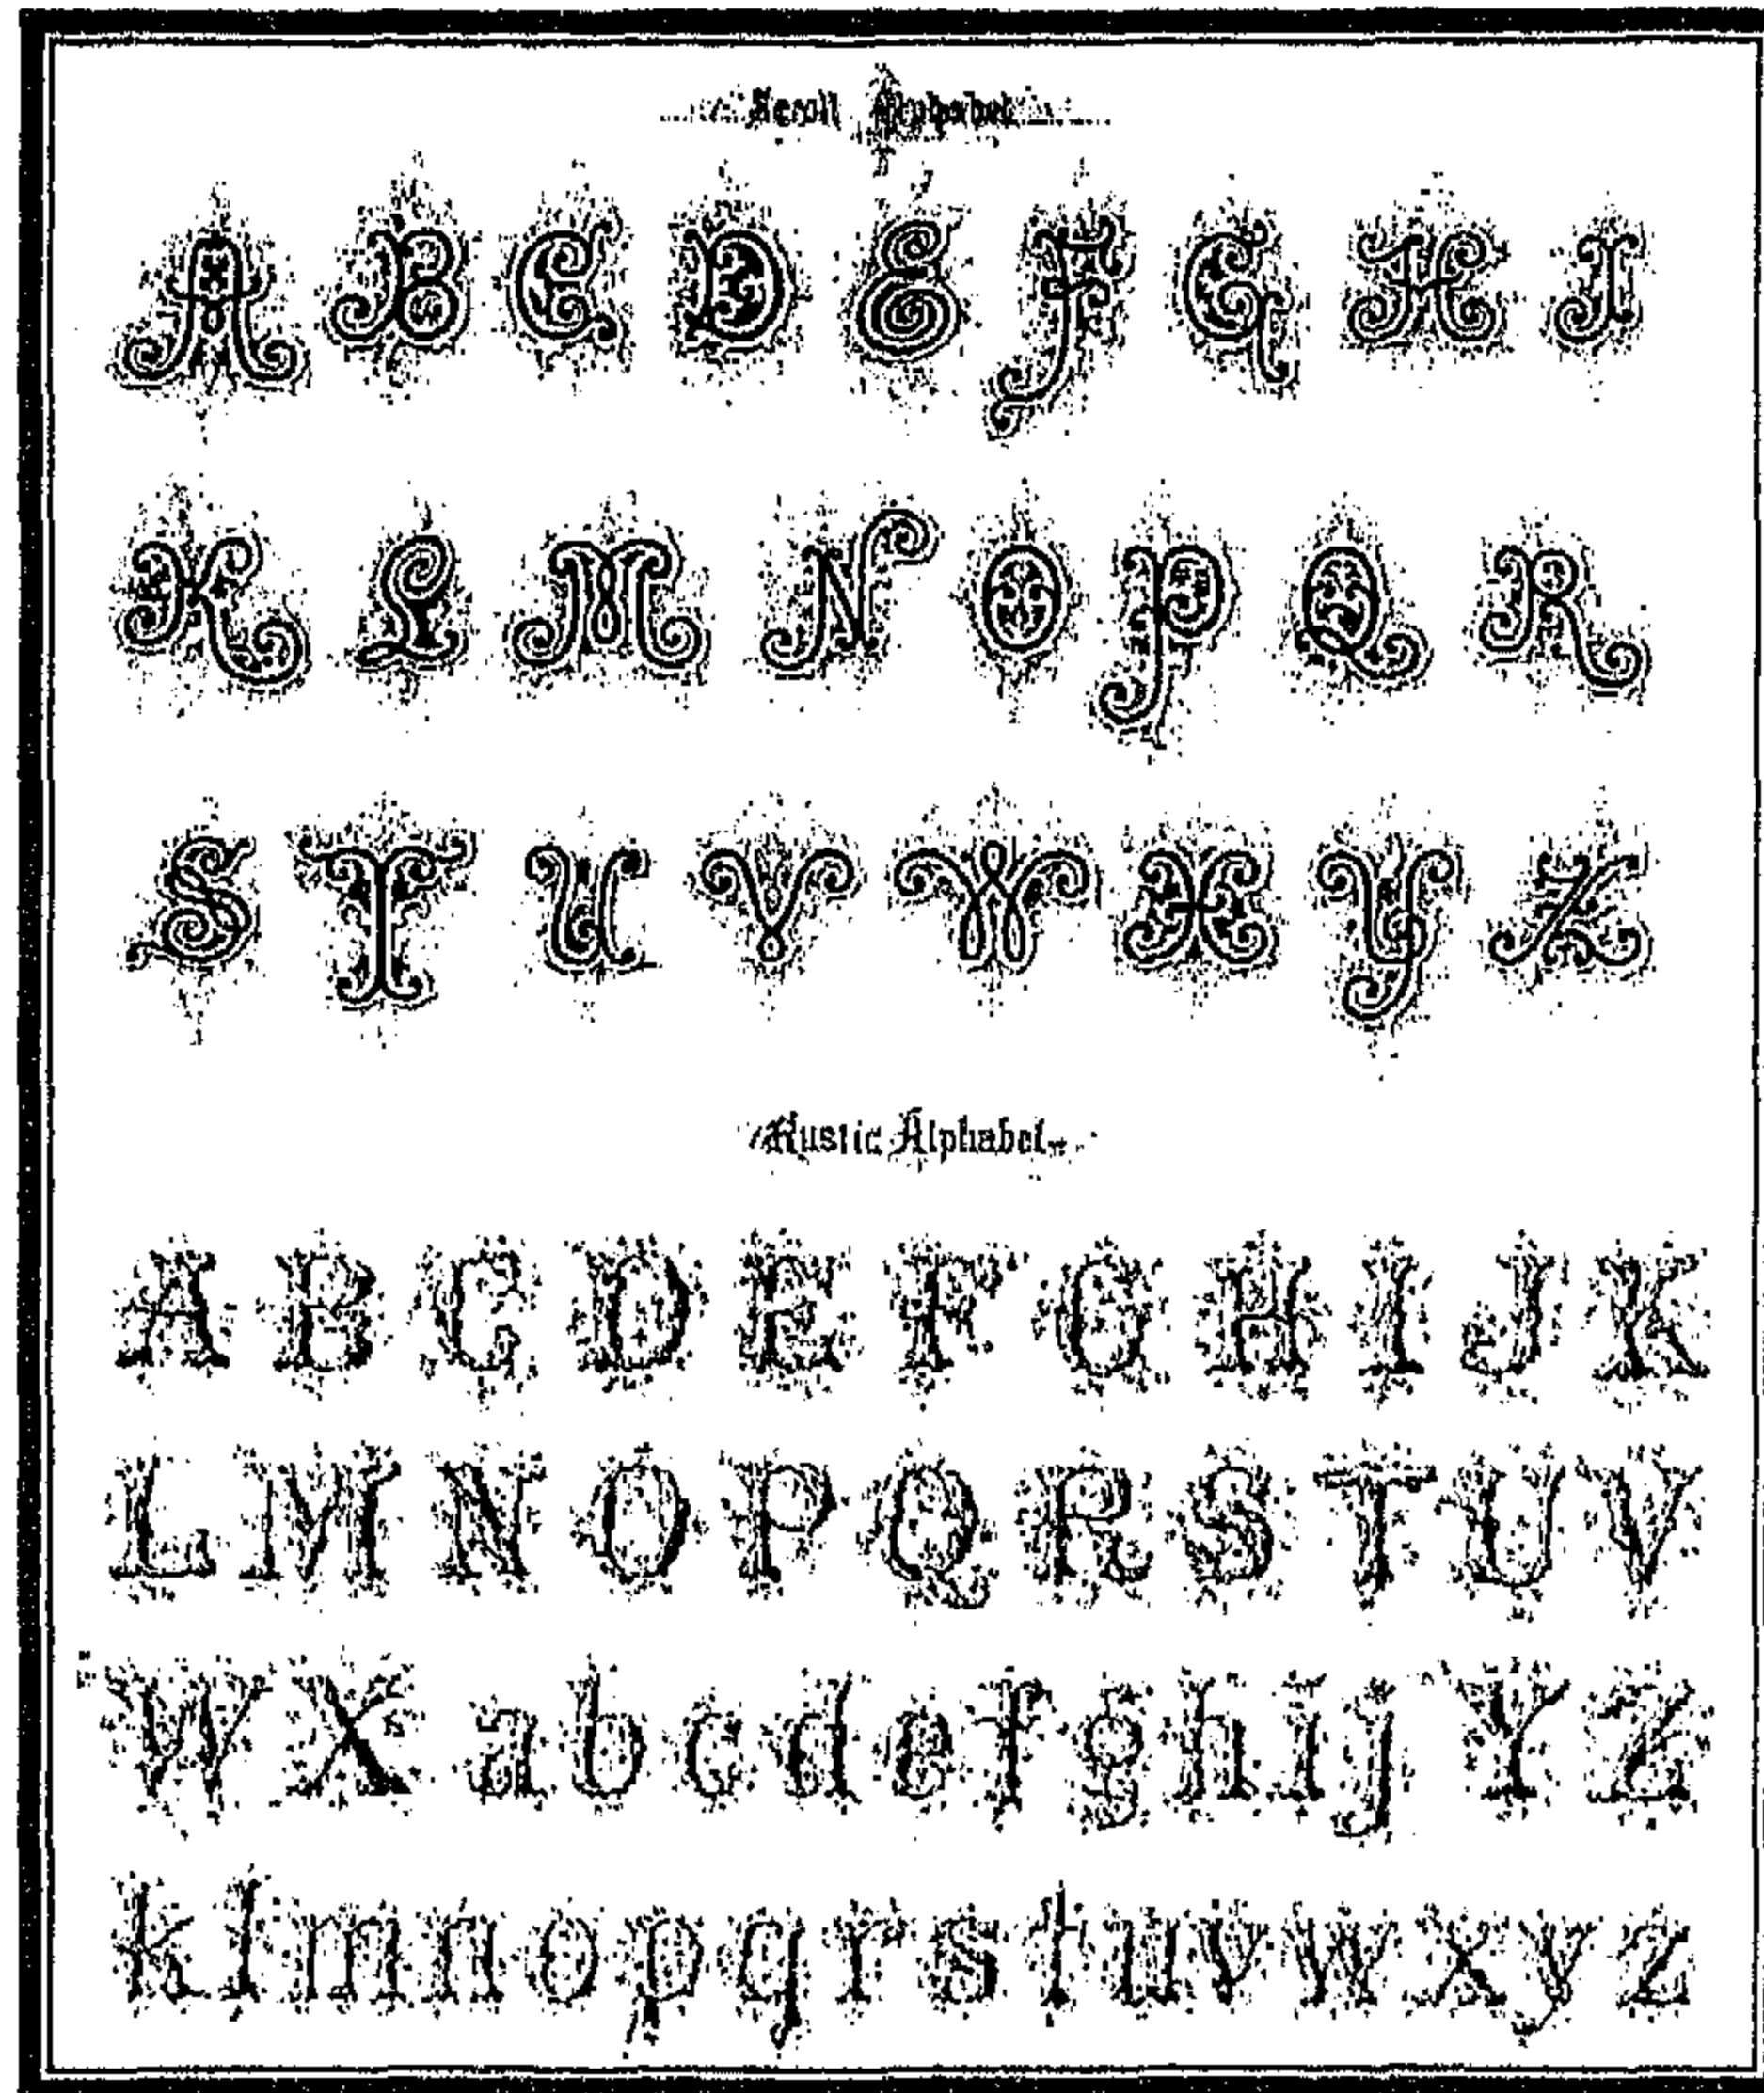 Scroll Alphabet
A B C D E F G H I
K L M N O P Q R
S T U V W X Y Z
Rustic Alphabet
A B C D E F G H I J K
L M N O P Q R S T U V
W X a b c d e f g h i j Y Z
k l m n o p q r s t u v w x y z